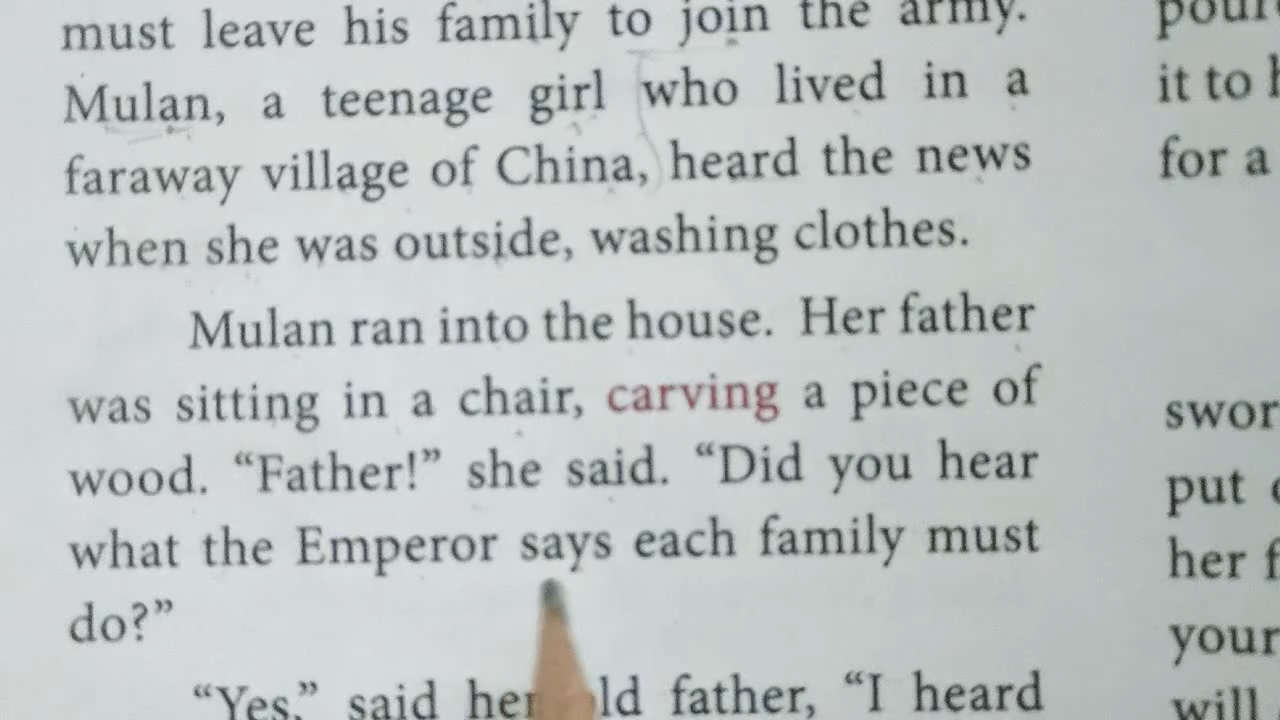 must leave his family to join the army.
Mulan, a teenage girl who lived in a
faraway village of China, heard the news
when she was outside, washing clothes.
Mulan ran into the house. Her father
was sitting in a chair, carving a piece of
wood. “Father!” she said. “Did you hear
what the Emperor says each family must
do?”
“Yes,” said her father, “I heard
it to
for a
put
her
your
will